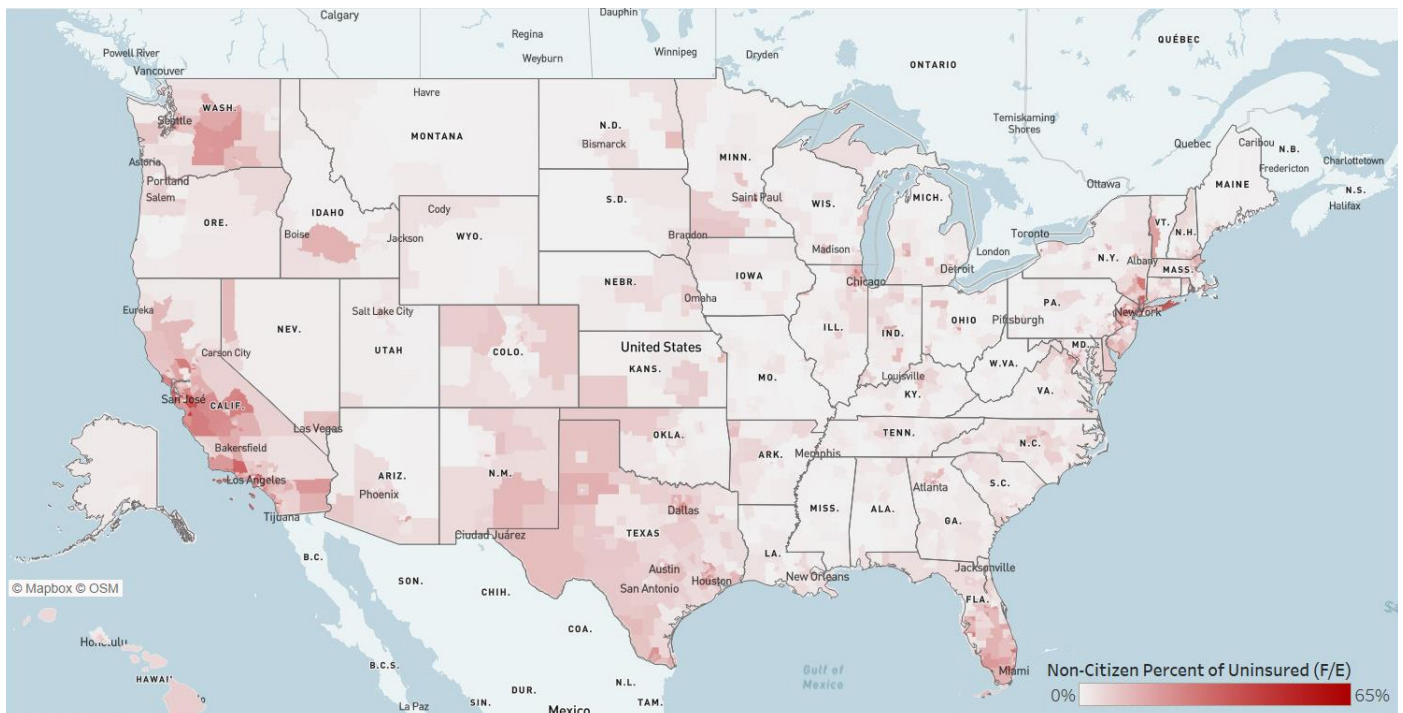 Calgary
Dauphin
Regina
Weyburn
Winnipeg
Dryden
QUÉBEC
ONTARIO
Powell River
Vancouver
Temiskaming
Shores
Quebec
Caribou
N.B.
Fredericton
Charlottetown
N.S.
Halifax
Ottawa
WASH.
Seattle
Havre
MONTANA
N.D.
Bismarck
MINN.
Saint Paul
MAINE
Astoria
Portland
Salem
ORE.
IDAHO
Boise
Jackson
Cody
WYO.
S.D.
Brandon
WIS.
Madison
MICH.
Detroit
London
Toronto
VT.
N.H.
N.Y.
Albany
MASS.
New York
Eureka
NEV.
Carson City
Salt Lake City
UTAH
COLO.
NEBR.
Omaha
IOWA
Chicago
ILL.
IND.
OHIO
PA.
Pittsburgh
MD.
W.VA.
VA.
United States
KANS.
MO.
Louisville
KY.
San José
CALIF.
Las Vegas
Bakersfield
Los Angeles
Tijuana
ARIZ.
Phoenix
N.M.
Ciudad Juárez
OKLA.
ARK.
Memphis
TENN.
N.C.
S.C.
Atlanta
GA.
ALA.
MISS.
LA.
New Orleans
Dallas
TEXAS
Austin
San Antonio
Houston
Jacksonville
FLA.
Miami
B.C.
SON.
CHIH.
COA.
B.C.S.
La Paz
SIN.
DUR.
N.L.
TAM.
Mexico
Gulf of
Mexico
© Mapbox © OSM
Honolulu
HAWAI'
Non-Citizen Percent of Uninsured (F/E)
0%
65%